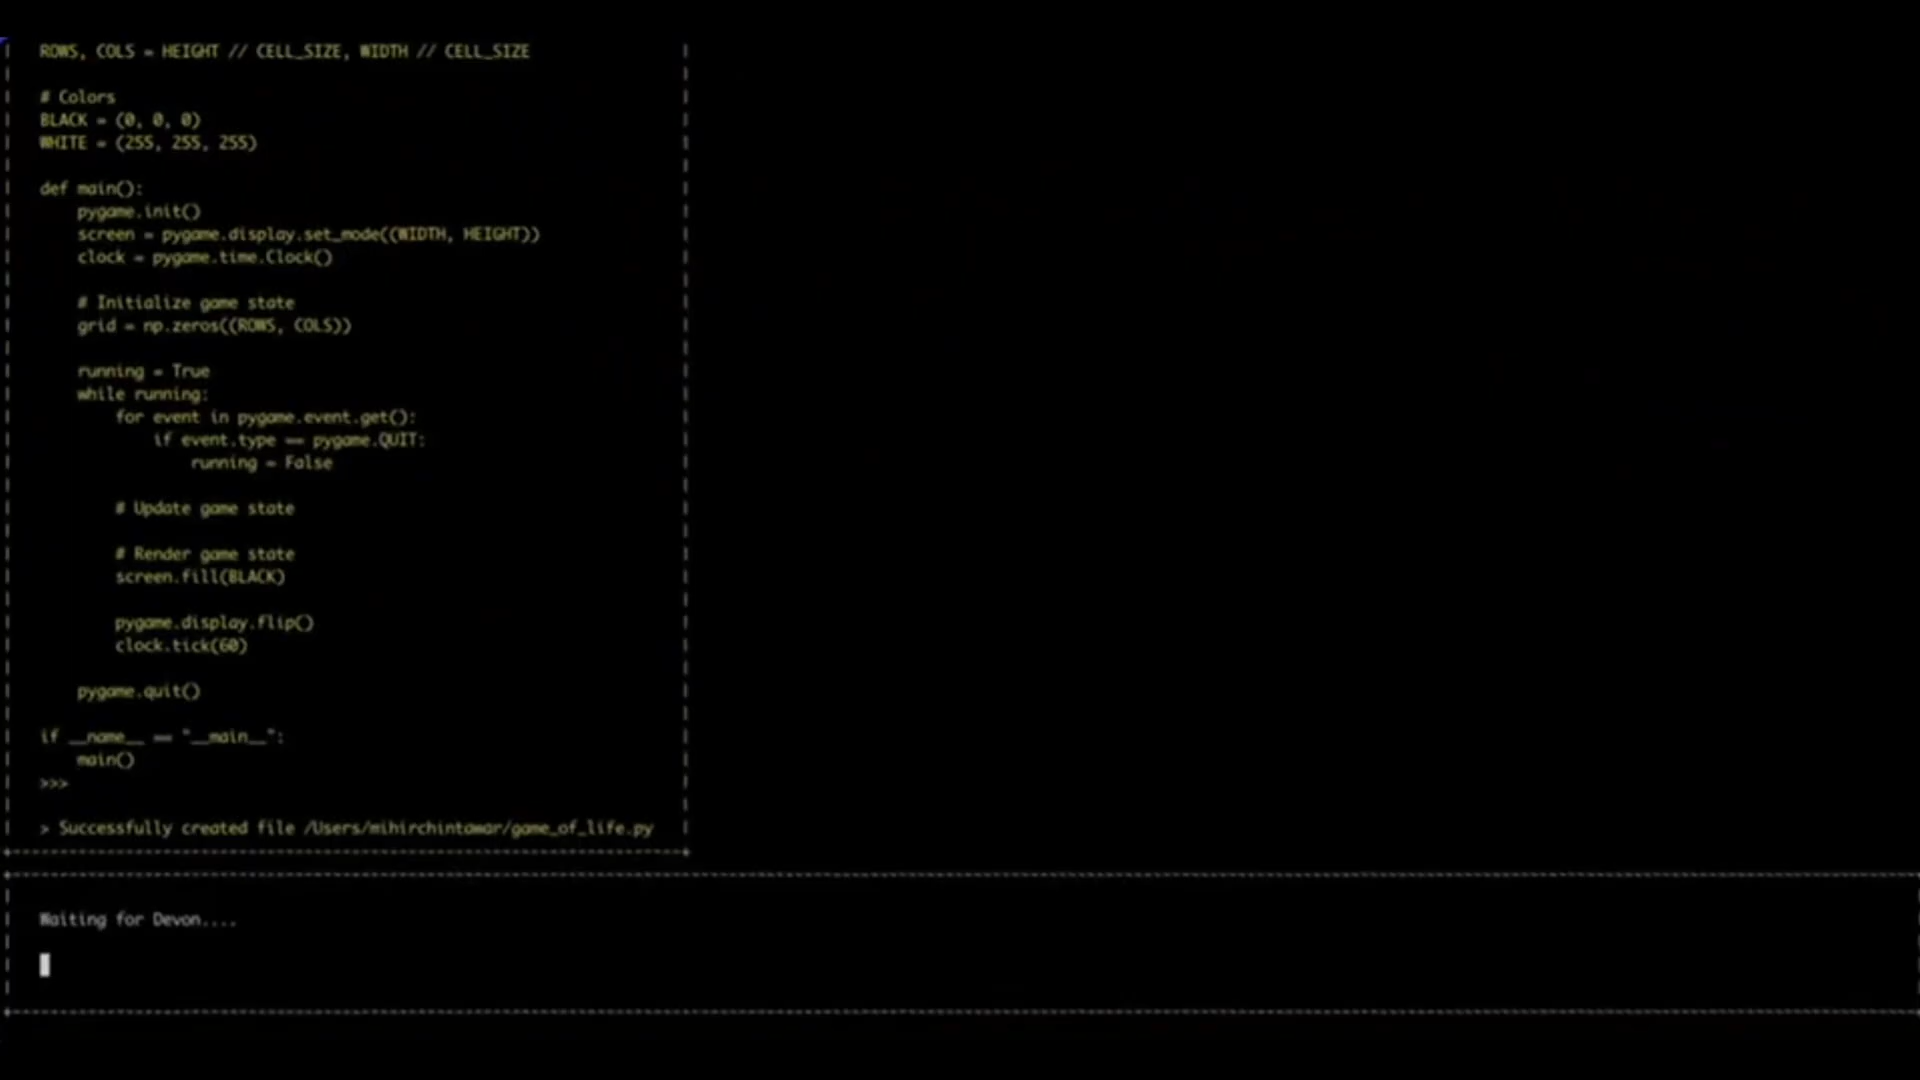 ROWS, COLS = HEIGHT // CELL_SIZE, WIDTH // CELL_SIZE
# Colors
BLACK = (0, 0, 0)
WHITE = (255, 255, 255)
def main():
    pygame.init()
    screen = pygame.display.set_mode((WIDTH, HEIGHT))
    clock = pygame.time.Clock()
    # Initialize game state
    grid = np.zeros((ROWS, COLS))
    running = True
    while running:
        for event in pygame.event.get():
            if event.type == pygame.QUIT:
                running = False
        # Update game state
        # Render game state
        screen.fill(BLACK)
        pygame.display.flip()
        clock.tick(60)
    pygame.quit()
if __name__ == "__main__":
    main()
>>>
> Successfully created file /Users/mihirchintawar/game_of_life.py
Waiting for Devon....